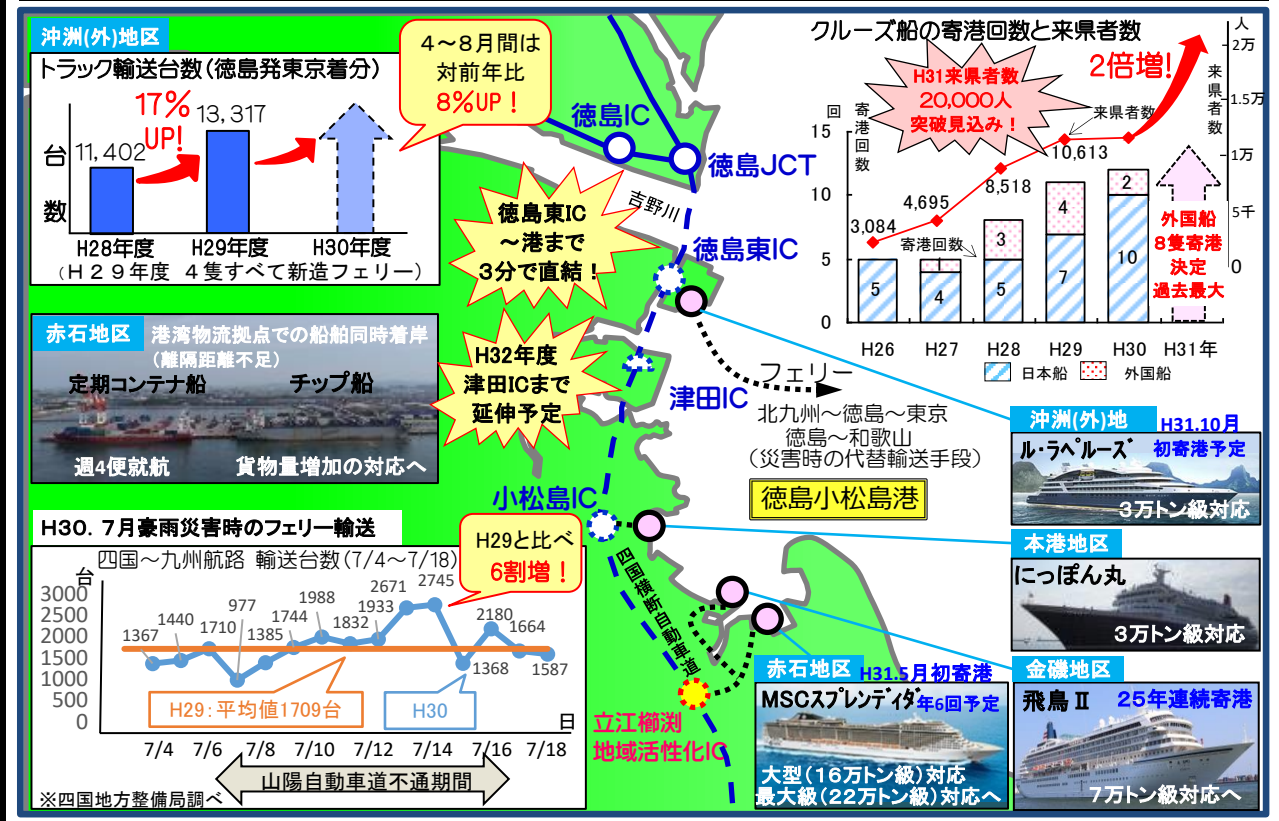 沖洲(外)地区
トラック輸送台数(徳島発東京着分)
17%
UP!
11,402
13,317
台
数
H28年度
H29年度
H30年度
(H29年度 4隻すべて新造フェリー)
4～8月間は
対前年比
8%UP!
赤石地区
港湾物流拠点での船舶同時着岸
(離隔距離不足)
定期コンテナ船
チップ船
週4便就航
貨物量増加の対応へ
H30. 7月豪雨災害時のフェリー輸送
四国～九州航路 輸送台数(7/4～7/18)
台
3000
2500
2000
1500
1000
500
0
1367
1440
1710
977
1385
1744
1988
1832
1933
2671
2745
1368
2180
1664
1587
H29:平均値1709台
H30
日
7/4
7/6
7/8
7/10
7/12
7/14
7/16
7/18
山陽自動車道不通期間
※四国地方整備局調べ
H29と比べ
6割増!
徳島IC
徳島JCT
吉野川
徳島東IC
～港まで
3分で直結!
徳島東IC
H32年度
津田ICまで
延伸予定
津田IC
フェリー
北九州～徳島～東京
徳島～和歌山
(災害時の代替輸送手段)
小松島IC
徳島小松島港
四国横断自動車道
立江櫛渕
地域活性化IC
クルーズ船の寄港回数と来県者数
H31来県者数
20,000人
突破見込み!
2倍増!
回
寄港回数
15
10
5
0
人
2万
1.5万
1万
5千
0
来県者数
来県者数
寄港回数
3,084
4,695
8,518
10,613
5
4
1
5
3
7
4
10
2
外国船
8隻寄港
決定
過去最大
H26
H27
H28
H29
H30
H31年
日本船
外国船
沖洲(外)地
H31.10月
初寄港予定
ル・ラペルーズ
3万トン級対応
本港地区
にっぽん丸
3万トン級対応
赤石地区
H31.5月初寄港
MSCスプレンディダ
年6回予定
大型(16万トン級)対応
最大級(22万トン級)対応へ
金磯地区
飛鳥Ⅱ
25年連続寄港
7万トン級対応へ